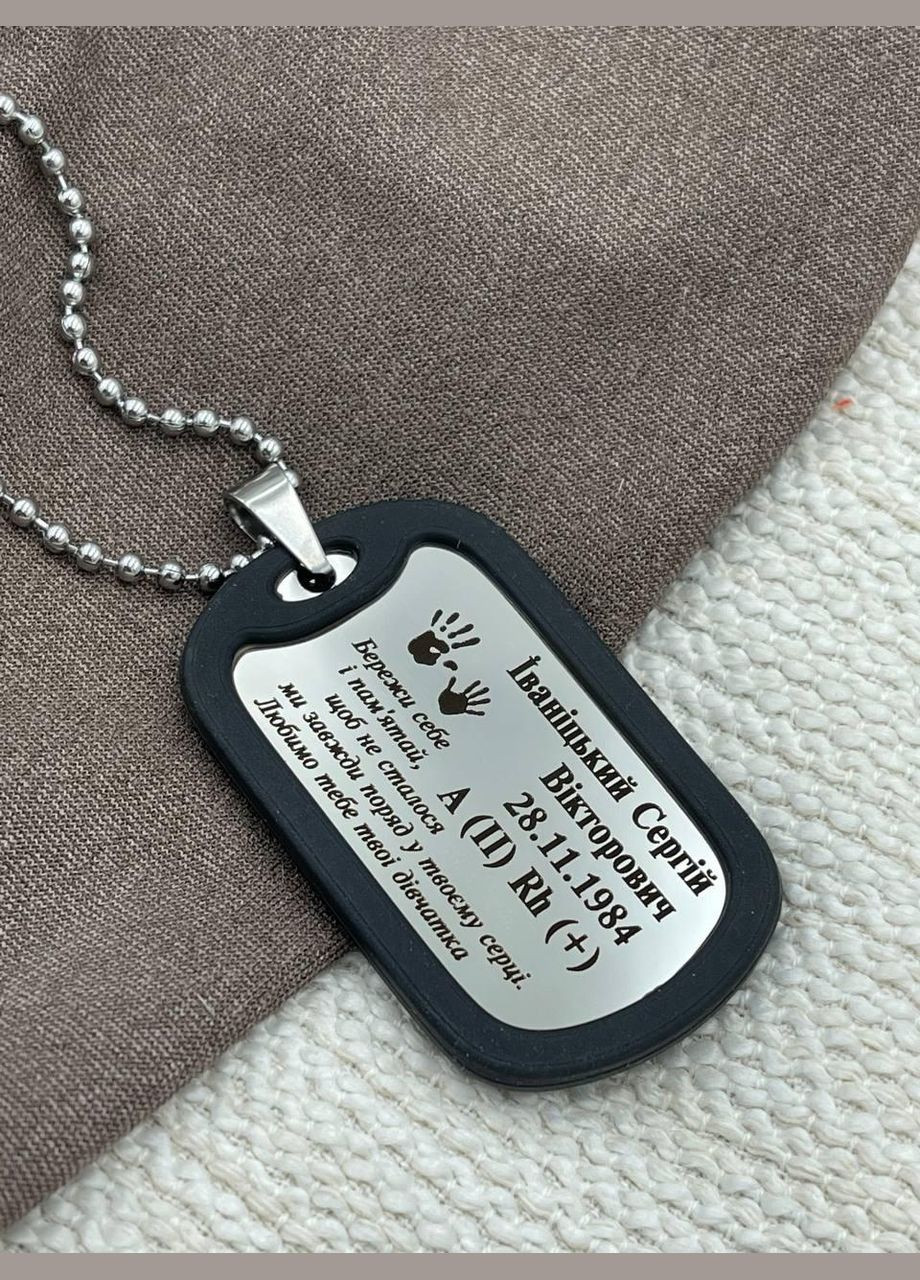 Іваніцький Сергій
Вікторович
28.11.1984
А (II) Rh (+)
Бережи себе
і пам'ятай,
щоб не сталося
ми завжди поряд у твоєму серці.
Любимо тебе твої дівчатка